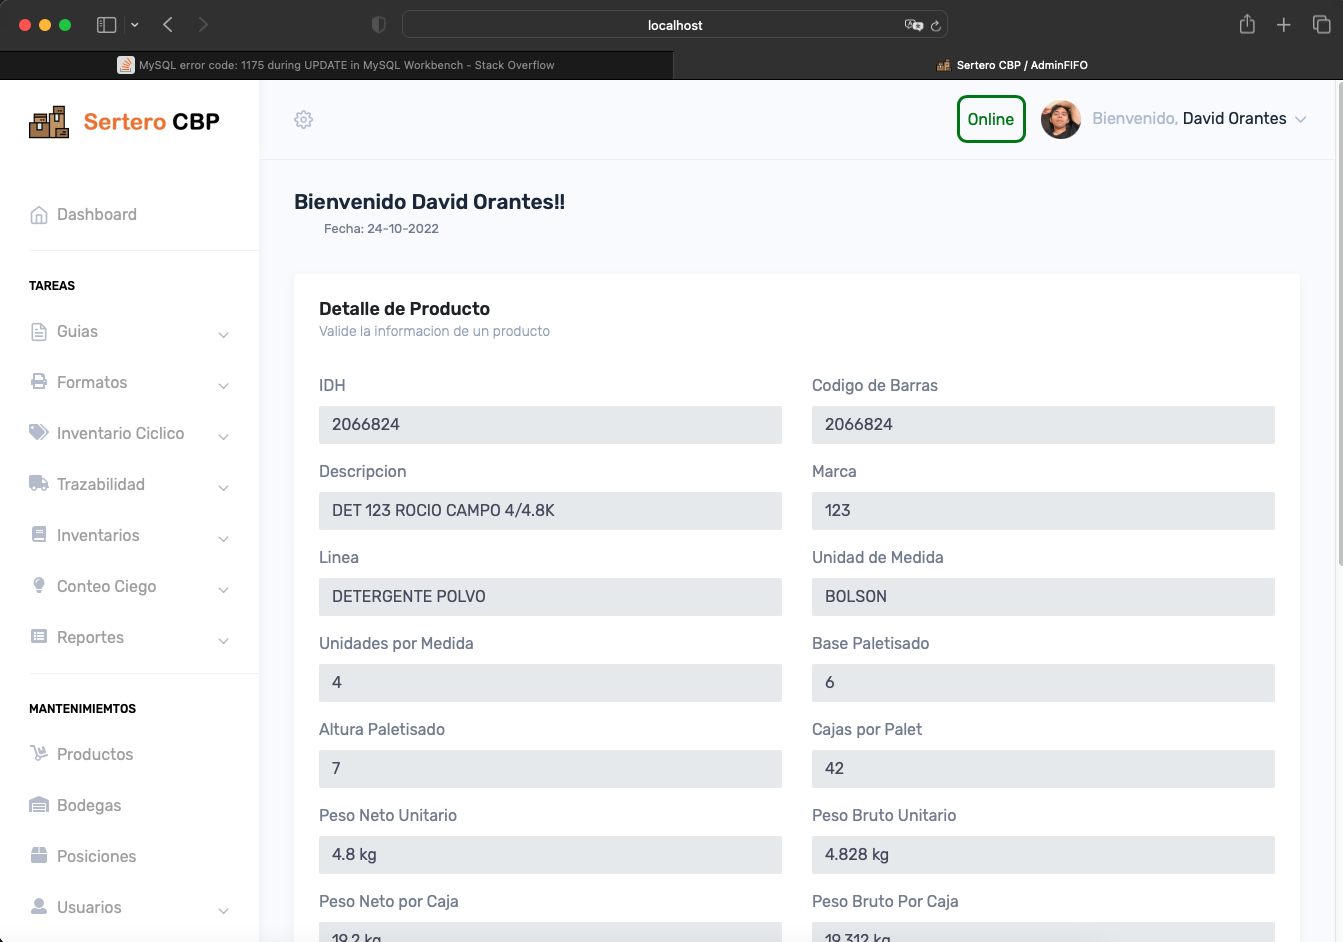 localhost
MySQL error code: 1175 during UPDATE in MySQL Workbench - Stack Overflow
Sertero CBP / AdminFIFO
Sertero CBP
Online
Bienvenido, David Orantes
Bienvenido David Orantes!!
Fecha: 24-10-2022
Dashboard
TAREAS
Guias
Formatos
Inventario Ciclico
Trazabilidad
Inventarios
Conteo Ciego
Reportes
MANTENIMIEMTOS
Productos
Bodegas
Posiciones
Usuarios
Detalle de Producto
Valide la informacion de un producto
IDH
2066824
Codigo de Barras
2066824
Descripcion
DET 123 ROCIO CAMPO 4/4.8K
Marca
123
Linea
DETERGENTE POLVO
Unidad de Medida
BOLSON
Unidades por Medida
4
Base Paletisado
6
Altura Paletisado
7
Cajas por Palet
42
Peso Neto Unitario
4.8 kg
Peso Bruto Unitario
4.828 kg
Peso Neto por Caja
19.2 kg
Peso Bruto Por Caja
19.312 kg